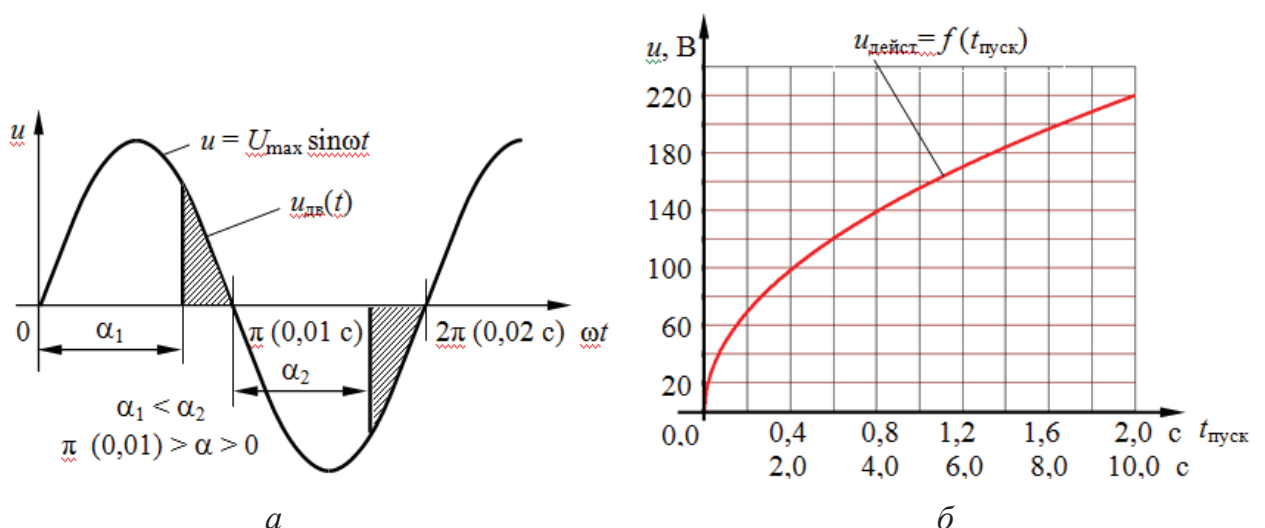 u
u = Umax sinωt
uдв(t)
0
α1
π (0,01 с)
2π (0,02 с) ωt
α2
α1 < α2
π (0,01) > α > 0
а
u, В
uдейст= f (tпуск)
220
180
140
100
60
20
0,0
0,4 0,8 1,2 1,6 2,0 с tпуск
2,0 4,0 6,0 8,0 10,0 с
б